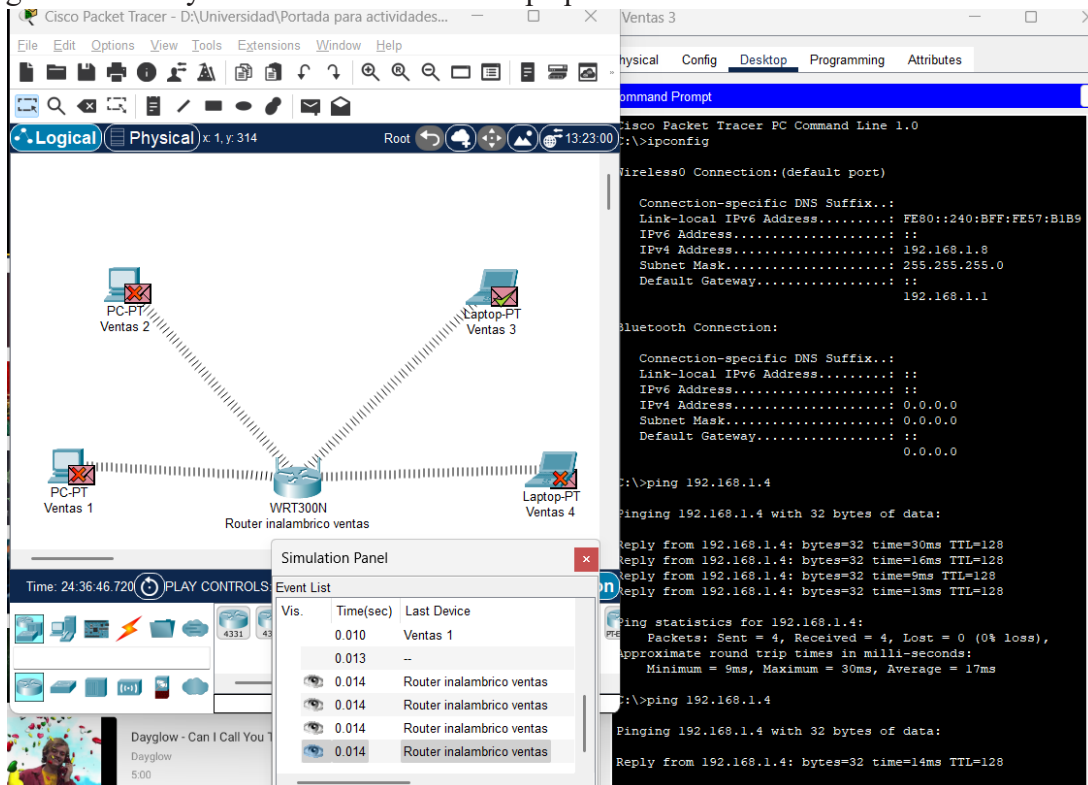 Cisco Packet Tracer - D:\Universidad\Portada para actividades...
File Edit Options View Tools Extensions Window Help
Logical Physical x: 1, y: 314 Root 13:23:00
PC-PT
Ventas 2
Laptop-PT
Ventas 3
PC-PT
Ventas 1
WRT300N
Router inalambrico ventas
Laptop-PT
Ventas 4
Time: 24:36:46.720 PLAY CONTROLS:
4331
Simulation Panel
Event List
Vis. Time(sec) Last Device
0.010 Ventas 1
0.013 --
0.014 Router inalambrico ventas
0.014 Router inalambrico ventas
0.014 Router inalambrico ventas
0.014 Router inalambrico ventas
Dayglow - Can I Call You
Dayglow
5:00
Ventas 3
hysical Config Desktop Programming Attributes
ommand Prompt
Cisco Packet Tracer PC Command Line 1.0
C:\>ipconfig
Wireless0 Connection:(default port)
Connection-specific DNS Suffix..:
Link-local IPv6 Address.........: FE80::240:BFF:FE57:B1B9
IPv6 Address....................: ::
IPv4 Address....................: 192.168.1.8
Subnet Mask.....................: 255.255.255.0
Default Gateway.................: ::
192.168.1.1
Bluetooth Connection:
Connection-specific DNS Suffix..:
Link-local IPv6 Address.........: ::
IPv6 Address....................: ::
IPv4 Address....................: 0.0.0.0
Subnet Mask.....................: 0.0.0.0
Default Gateway.................: ::
0.0.0.0
C:\>ping 192.168.1.4
Pinging 192.168.1.4 with 32 bytes of data:
Reply from 192.168.1.4: bytes=32 time=30ms TTL=128
Reply from 192.168.1.4: bytes=32 time=16ms TTL=128
Reply from 192.168.1.4: bytes=32 time=9ms TTL=128
Reply from 192.168.1.4: bytes=32 time=13ms TTL=128
Ping statistics for 192.168.1.4:
Packets: Sent = 4, Received = 4, Lost = 0 (0% loss),
Approximate round trip times in milli-seconds:
Minimum = 9ms, Maximum = 30ms, Average = 17ms
C:\>ping 192.168.1.4
Pinging 192.168.1.4 with 32 bytes of data:
Reply from 192.168.1.4: bytes=32 time=14ms TTL=128